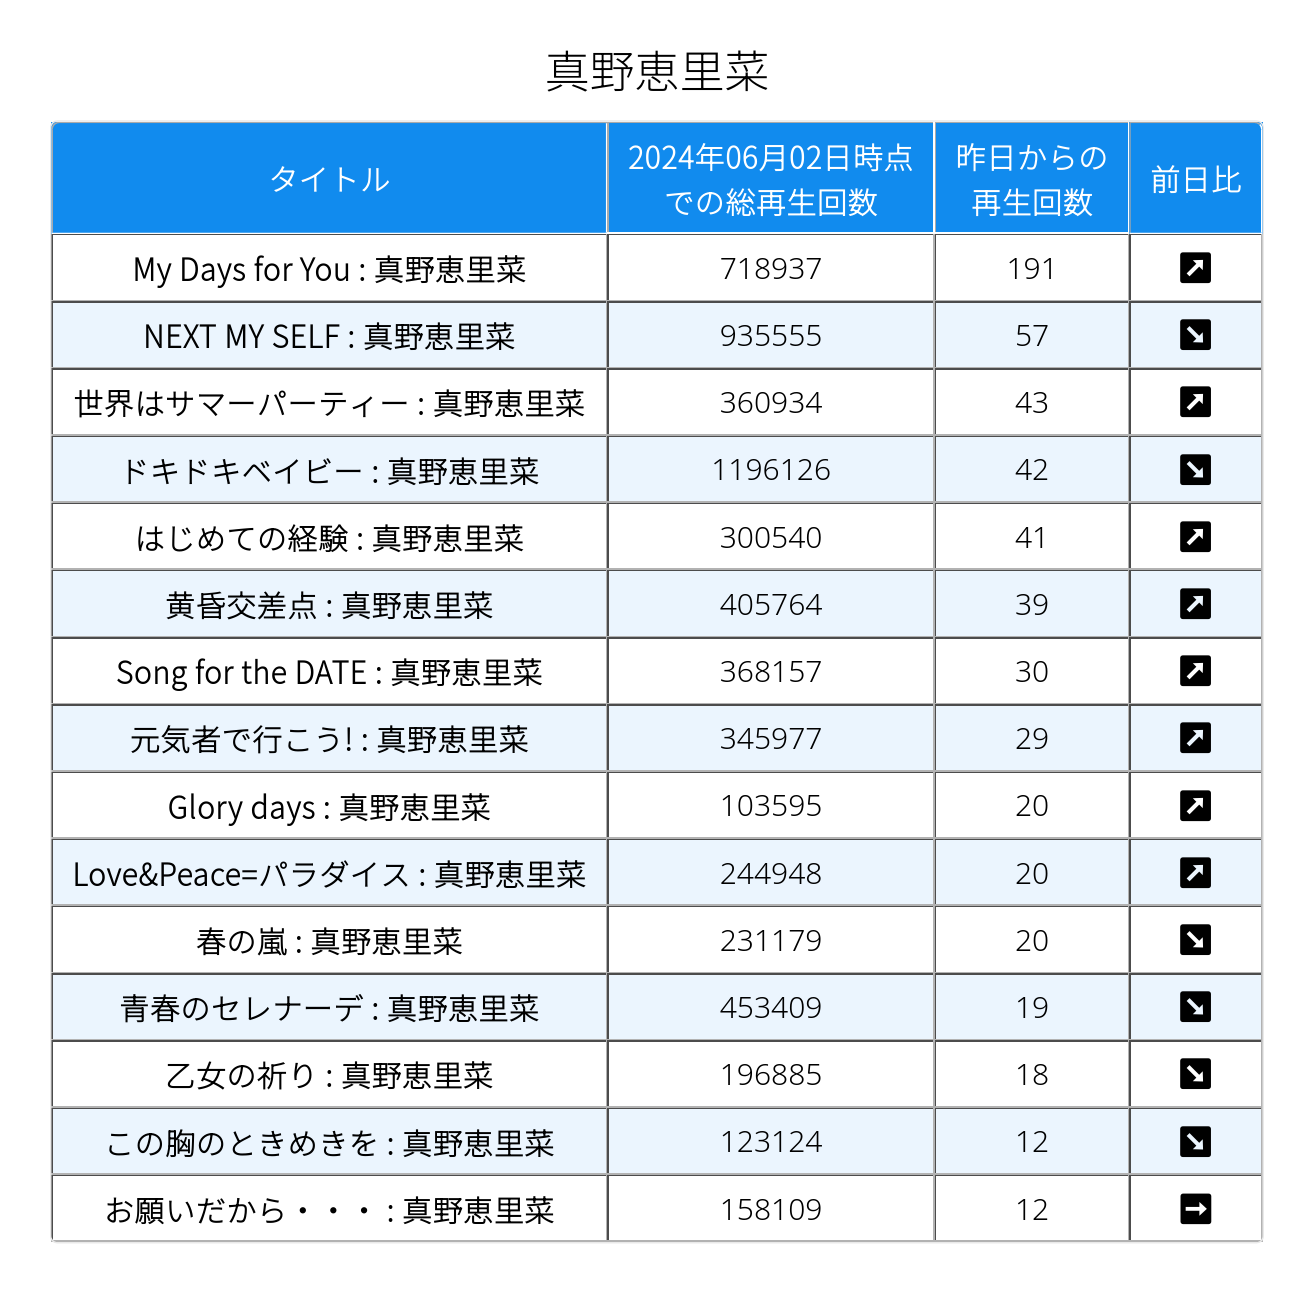 真野恵里菜
タイトル 2024年06月02日時点での総再生回数 昨日からの再生回数 前日比
My Days for You : 真野恵里菜 718937 191 ↗
NEXT MY SELF : 真野恵里菜 935555 57 ↘
世界はサマーパーティー : 真野恵里菜 360934 43 ↗
ドキドキベイビー : 真野恵里菜 1196126 42 ↘
はじめての経験 : 真野恵里菜 300540 41 ↗
黄昏交差点 : 真野恵里菜 405764 39 ↗
Song for the DATE : 真野恵里菜 368157 30 ↗
元気者で行こう! : 真野恵里菜 345977 29 ↗
Glory days : 真野恵里菜 103595 20 ↗
Love&Peace=パラダイス : 真野恵里菜 244948 20 ↗
春の嵐 : 真野恵里菜 231179 20 ↘
青春のセレナーデ : 真野恵里菜 453409 19 ↘
乙女の祈り : 真野恵里菜 196885 18 ↘
この胸のときめきを : 真野恵里菜 123124 12 ↘
お願いだから・・・ : 真野恵里菜 158109 12 →